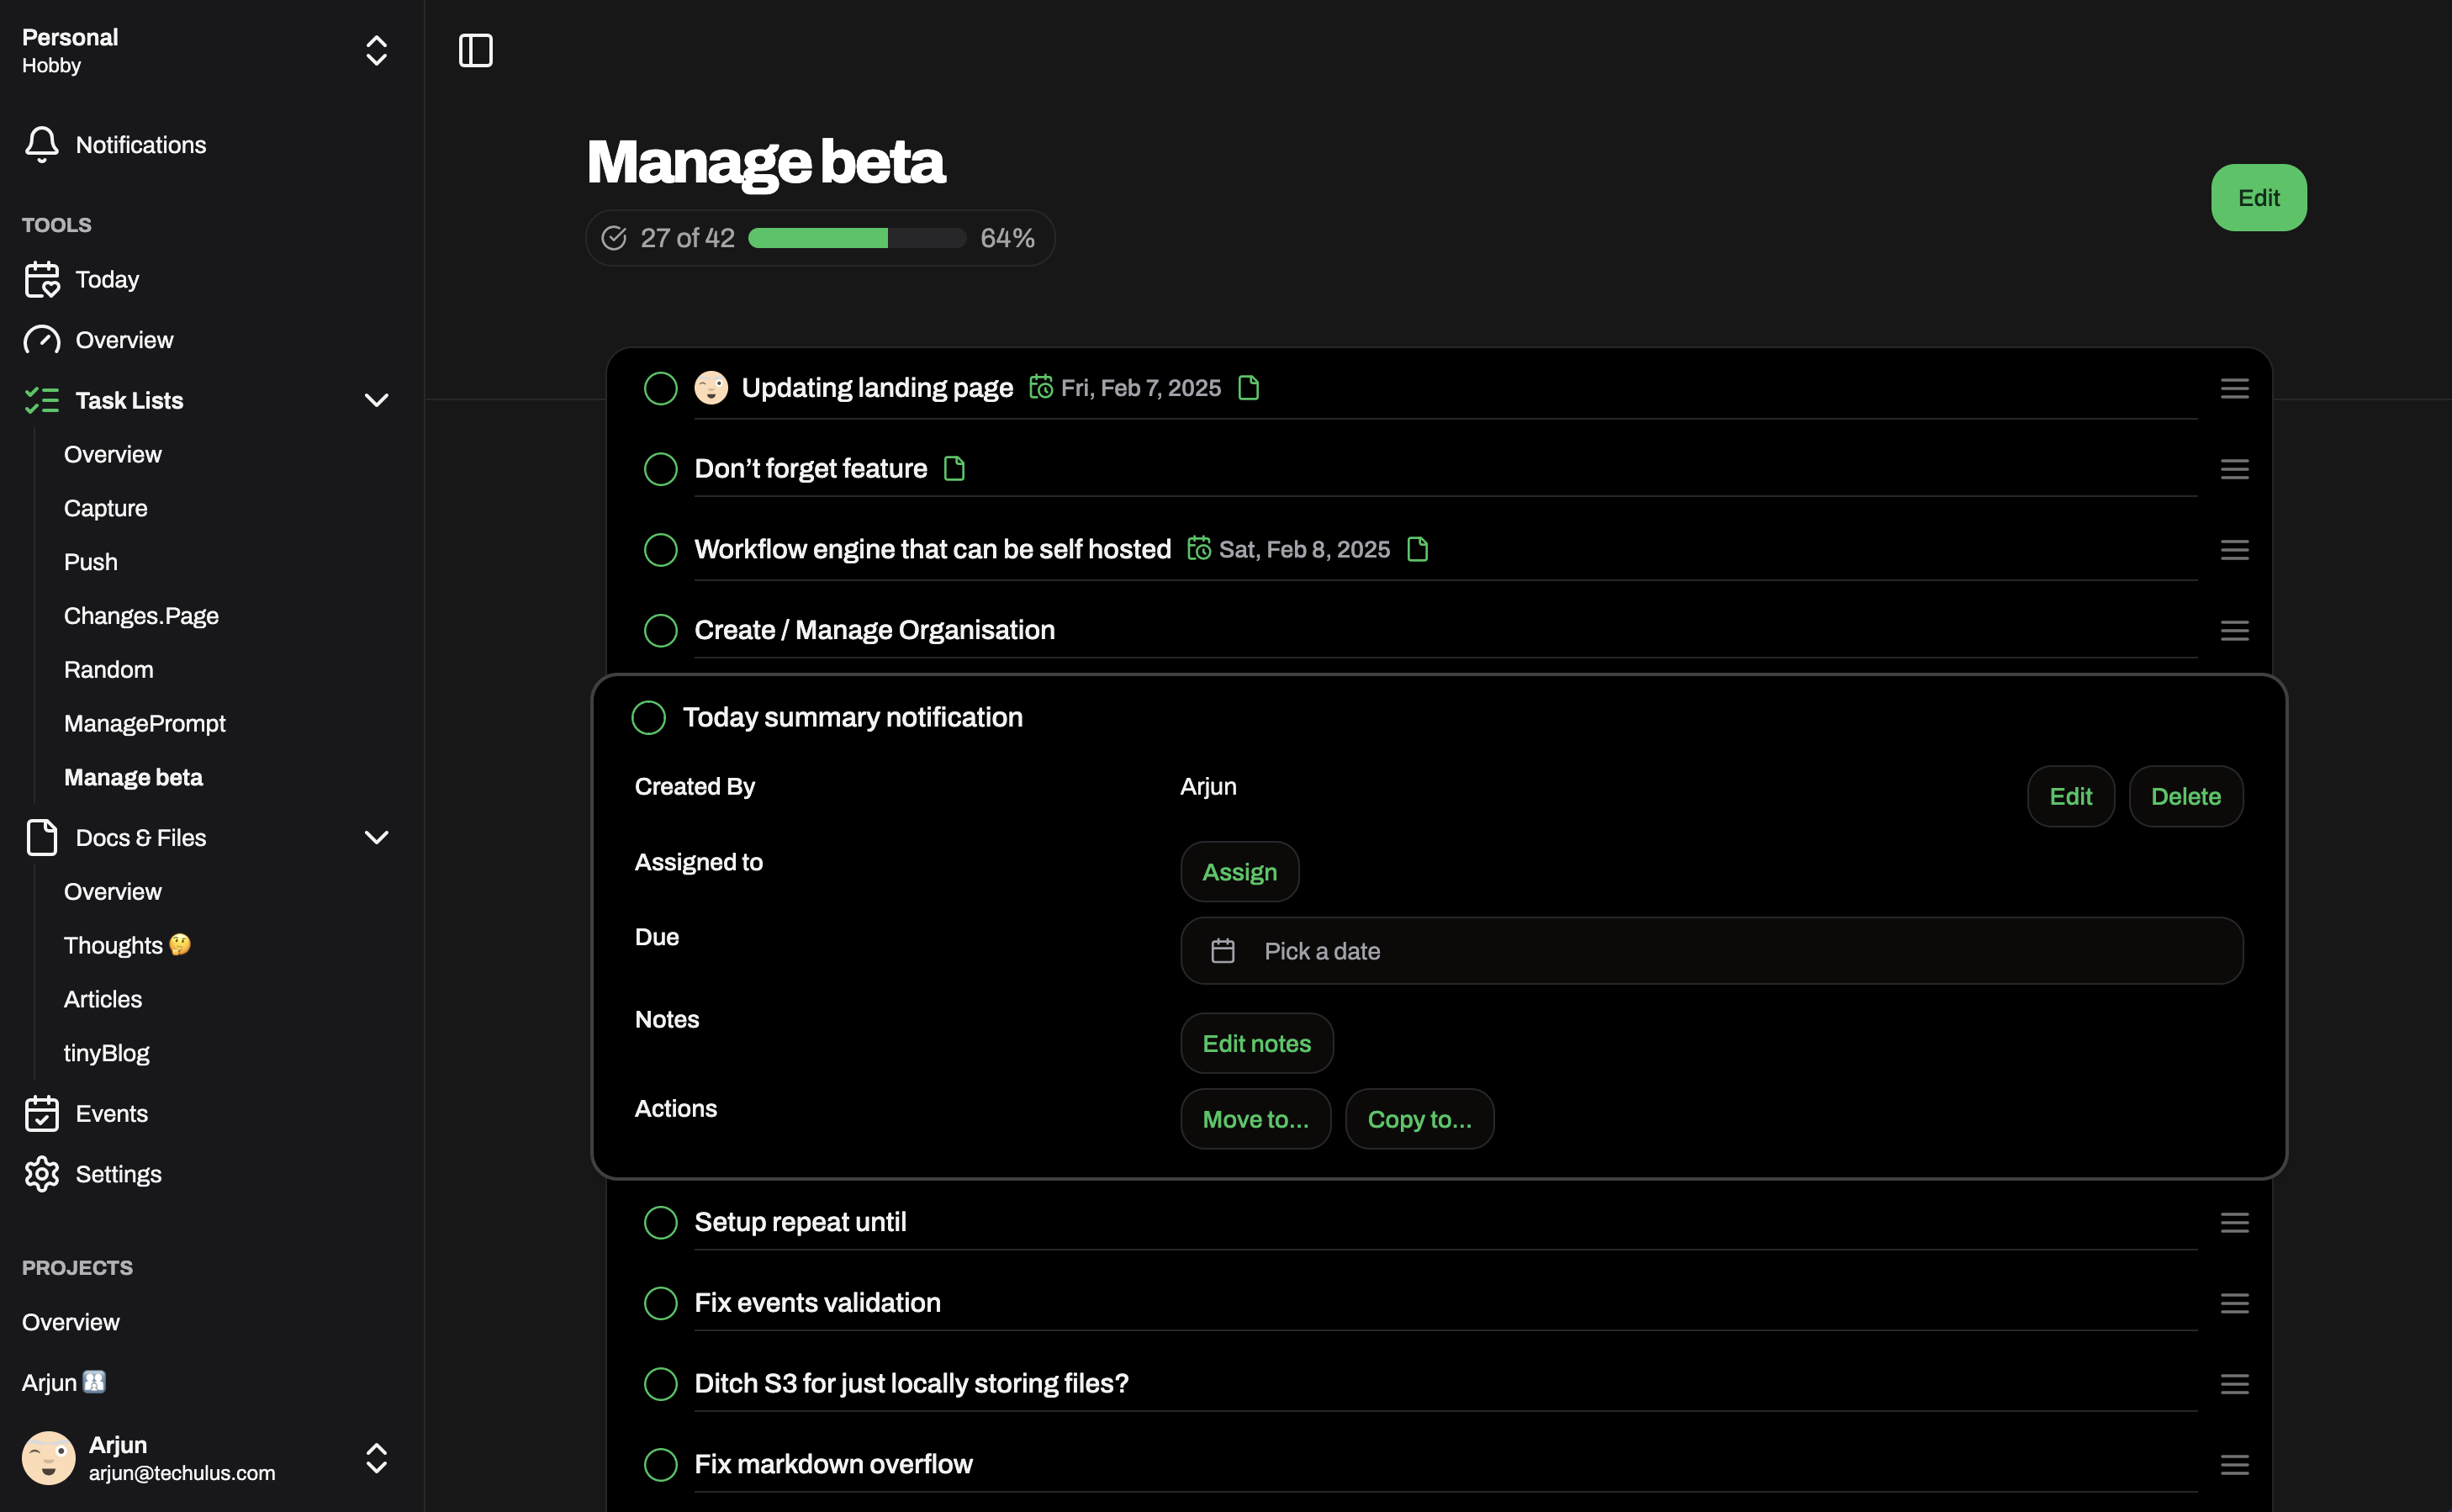 Personal
Hobby
Notifications
TOOLS
Today
Overview
Task Lists
Overview
Capture
Push
Changes.Page
Random
ManagePrompt
Manage beta
Docs & Files
Overview
Thoughts 🤔
Articles
tinyBlog
Events
Settings
PROJECTS
Overview
Arjun
Arjun
arjun@techulus.com
Manage beta
27 of 42 64%
Edit
Updating landing page Fri, Feb 7, 2025
Don’t forget feature
Workflow engine that can be self hosted Sat, Feb 8, 2025
Create / Manage Organisation
Today summary notification
Created By Arjun Edit Delete
Assigned to Assign
Due Pick a date
Notes Edit notes
Actions Move to... Copy to...
Setup repeat until
Fix events validation
Ditch S3 for just locally storing files?
Fix markdown overflow